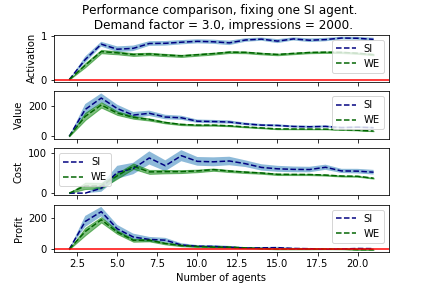 Performance comparison, fixing one SI agent.
Demand factor = 3.0, impressions = 2000.
Activation
1
0
SI
WE
Value
200
0
SI
WE
Cost
100
0
SI
WE
Profit
200
0
SI
WE
2.5 5.0 7.5 10.0 12.5 15.0 17.5 20.0
Number of agents